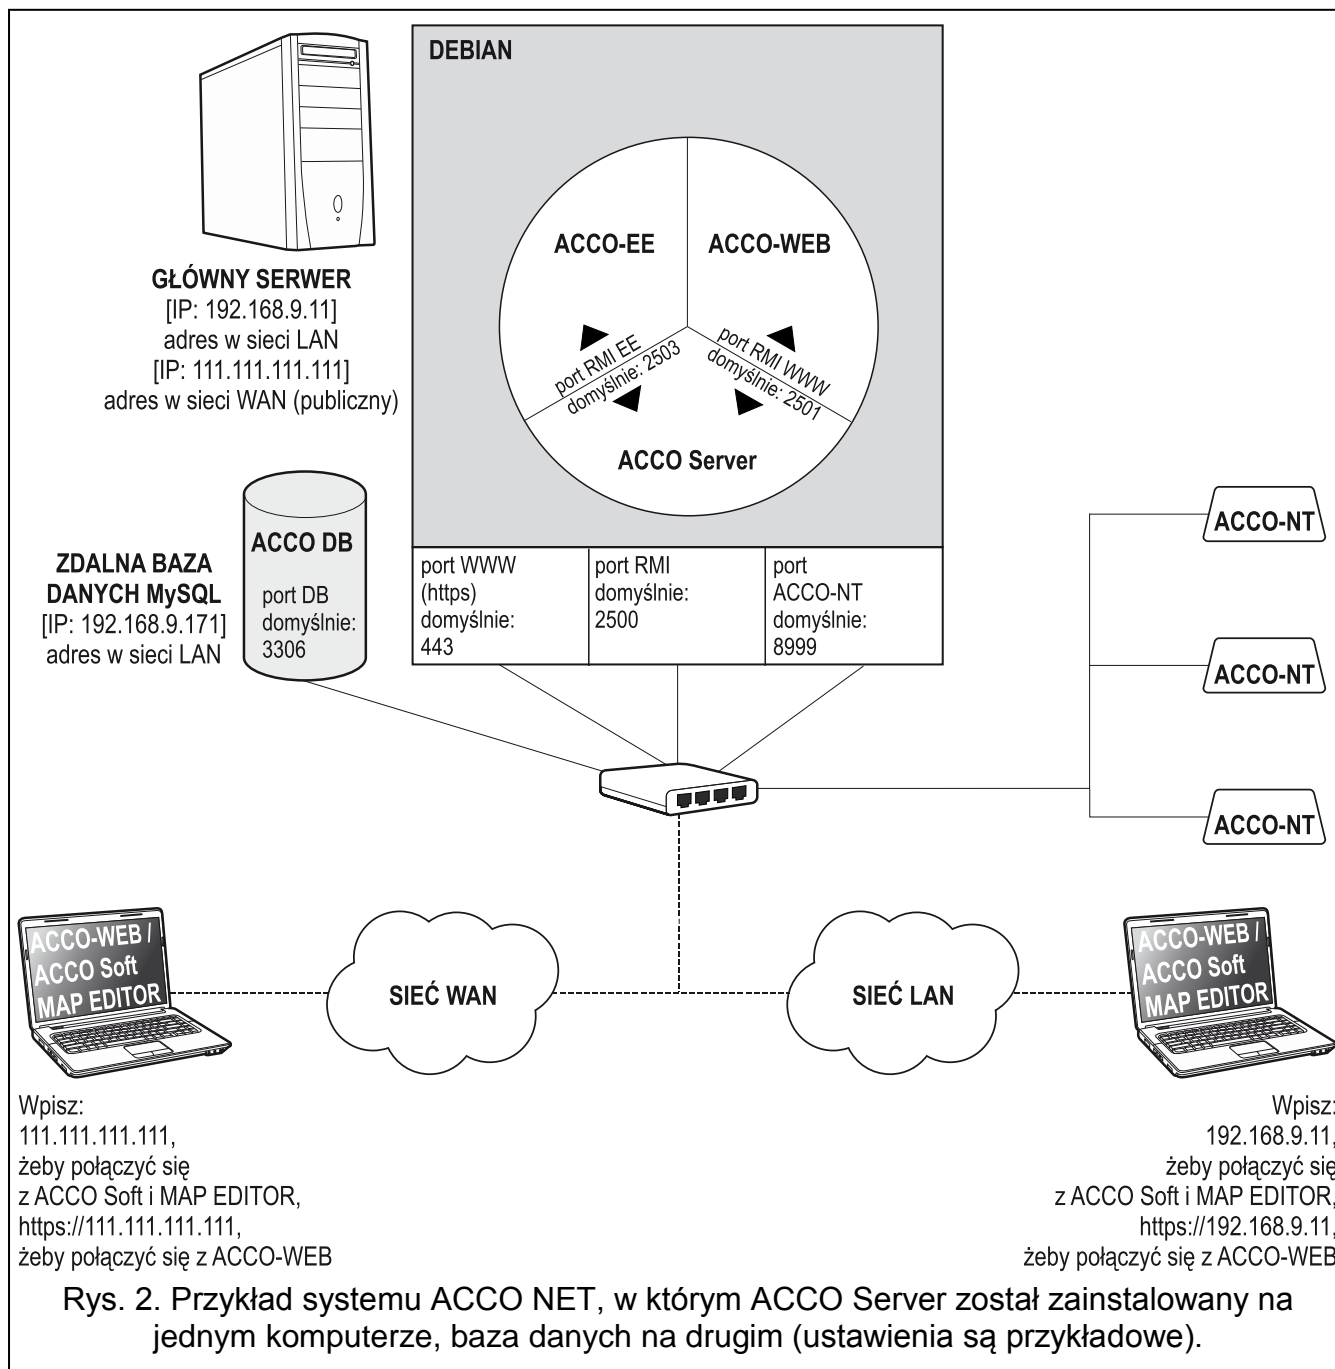 DEBIAN
ACCO-EE
ACCO-WEB
port RMI EE
domyślnie: 2503
port RMI WWW
domyślnie: 2501
ACCO Server
GŁÓWNY SERWER
[IP: 192.168.9.11]
adres w sieci LAN
[IP: 111.111.111.111]
adres w sieci WAN (publiczny)
ZDALNA BAZA
DANYCH MySQL
[IP: 192.168.9.171]
adres w sieci LAN
ACCO DB
port DB
domyślnie:
3306
port WWW
(https)
domyślnie:
443
port RMI
domyślnie:
2500
port
ACCO-NT
domyślnie:
8999
ACCO-NT
ACCO-NT
ACCO-NT
ACCO-WEB /
ACCO Soft
MAP EDITOR
SIEĆ WAN
SIEĆ LAN
ACCO-WEB /
ACCO Soft
MAP EDITOR
Wpisz:
111.111.111.111,
żeby połączyć się
z ACCO Soft i MAP EDITOR,
https://111.111.111.111,
żeby połączyć się z ACCO-WEB
Wpisz:
192.168.9.11,
żeby połączyć się
z ACCO Soft i MAP EDITOR,
https://192.168.9.11,
żeby połączyć się z ACCO-WEB
Rys. 2. Przykład systemu ACCO NET, w którym ACCO Server został zainstalowany na
jednym komputerze, baza danych na drugim (ustawienia są przykładowe).